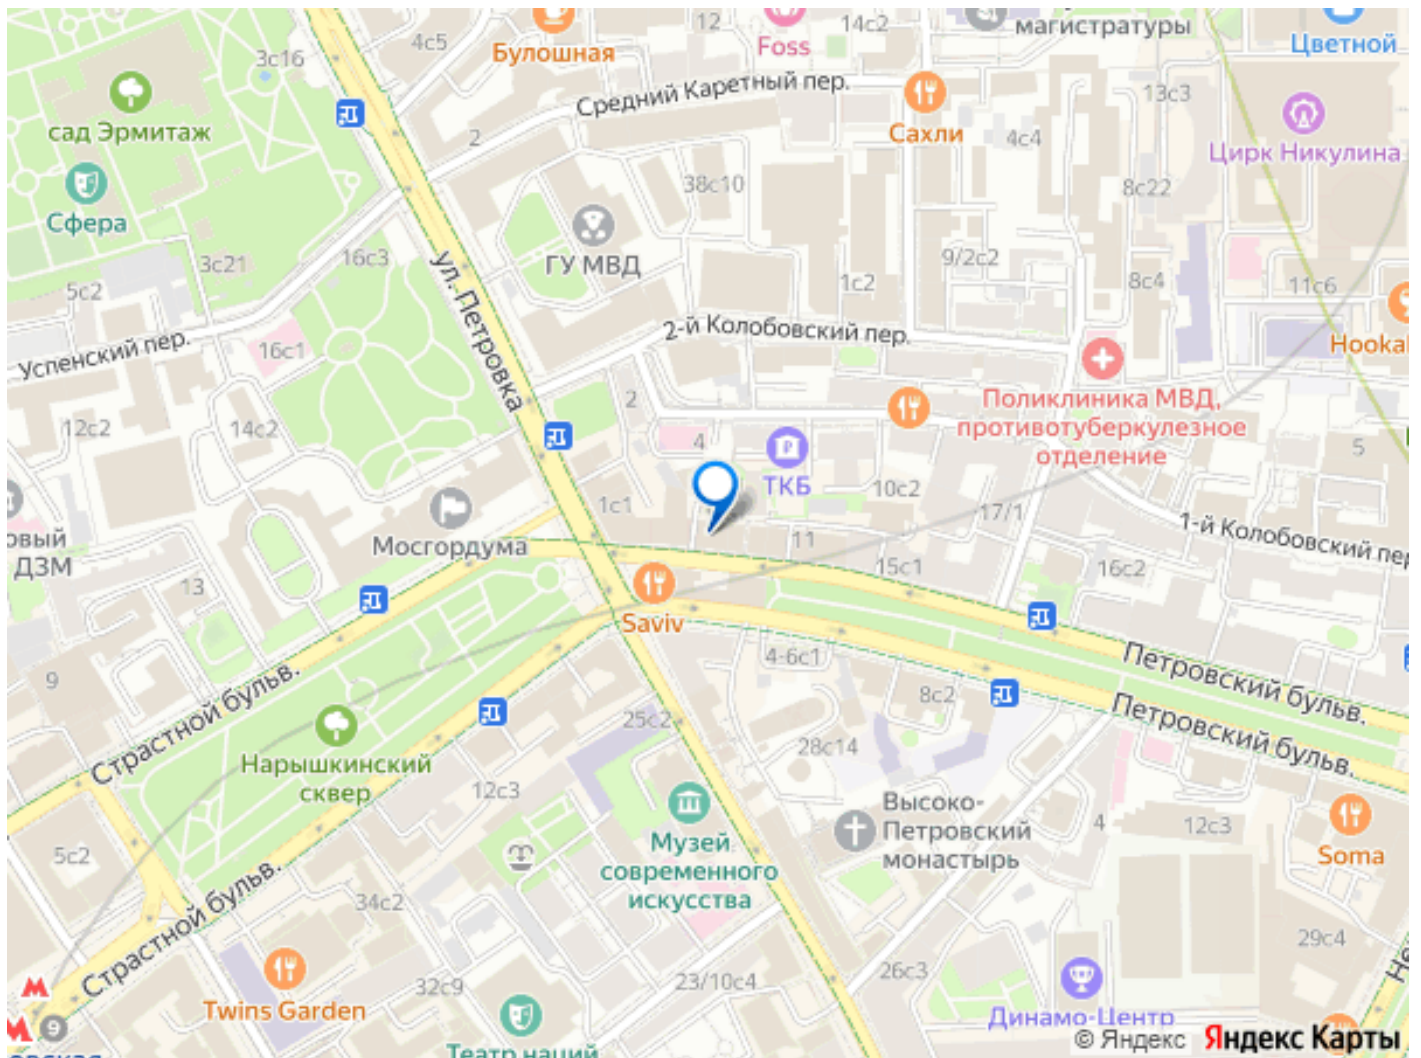 3с16
4с5
Булошная
12
Foss
14с2
магистратуры
Цветной
сад Эрмитаж
Средний Каретный пер.
2
Сахли
4с4
13с3
Цирк Никулина
Сфера
38с10
8с22
3с21
16с3
ГУ МВД
9/2с2
1с2
8с4
11с6
5с2
ул. Петровка
2-й Колобовский пер.
Успенский пер.
16с1
Поликлиника МВД,
противотуберкулезное
отделение
12с2
14с2
2
4
ТКБ
10с2
5
1с1
17/1
1-й Колобовский пер
Мосгордума
овый
ДЗМ
11
15с1
16с2
13
Saviv
9
4-6с1
Петровский бульв.
8с2
Петровский бульв.
Страстной бульв.
25с2
28с14
Нарышкинский
сквер
12с3
Высоко-
Петровский
монастырь
4
12с3
Soma
5с2
Музей
современного
искусства
34с2
Страстной бульв.
29с4
Twins Garden
32с9
23/10с4
26с3
Динамо-Центр
9
Театр наций
© Яндекс Яндекс Карты